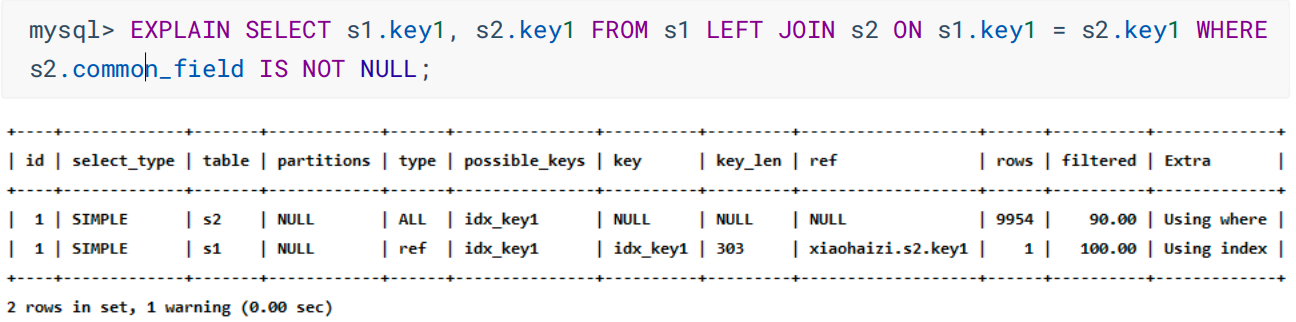 mysql> EXPLAIN SELECT s1.key1, s2.key1 FROM s1 LEFT JOIN s2 ON s1.key1 = s2.key1 WHERE
s2.common_field IS NOT NULL;
+----+-------------+-------+------------+------+---------------+----------+---------+-------------------+------+----------+-------------+
| id | select_type | table | partitions | type | possible_keys | key      | key_len | ref               | rows | filtered | Extra       |
+----+-------------+-------+------------+------+---------------+----------+---------+-------------------+------+----------+-------------+
|  1 | SIMPLE      | s2    | NULL       | ALL  | idx_key1      | NULL     | NULL    | NULL              | 9954 |    90.00 | Using where |
|  1 | SIMPLE      | s1    | NULL       | ref  | idx_key1      | idx_key1 | 303     | xiaohaizi.s2.key1 |    1 |   100.00 | Using index |
+----+-------------+-------+------------+------+---------------+----------+---------+-------------------+------+----------+-------------+
2 rows in set, 1 warning (0.00 sec)